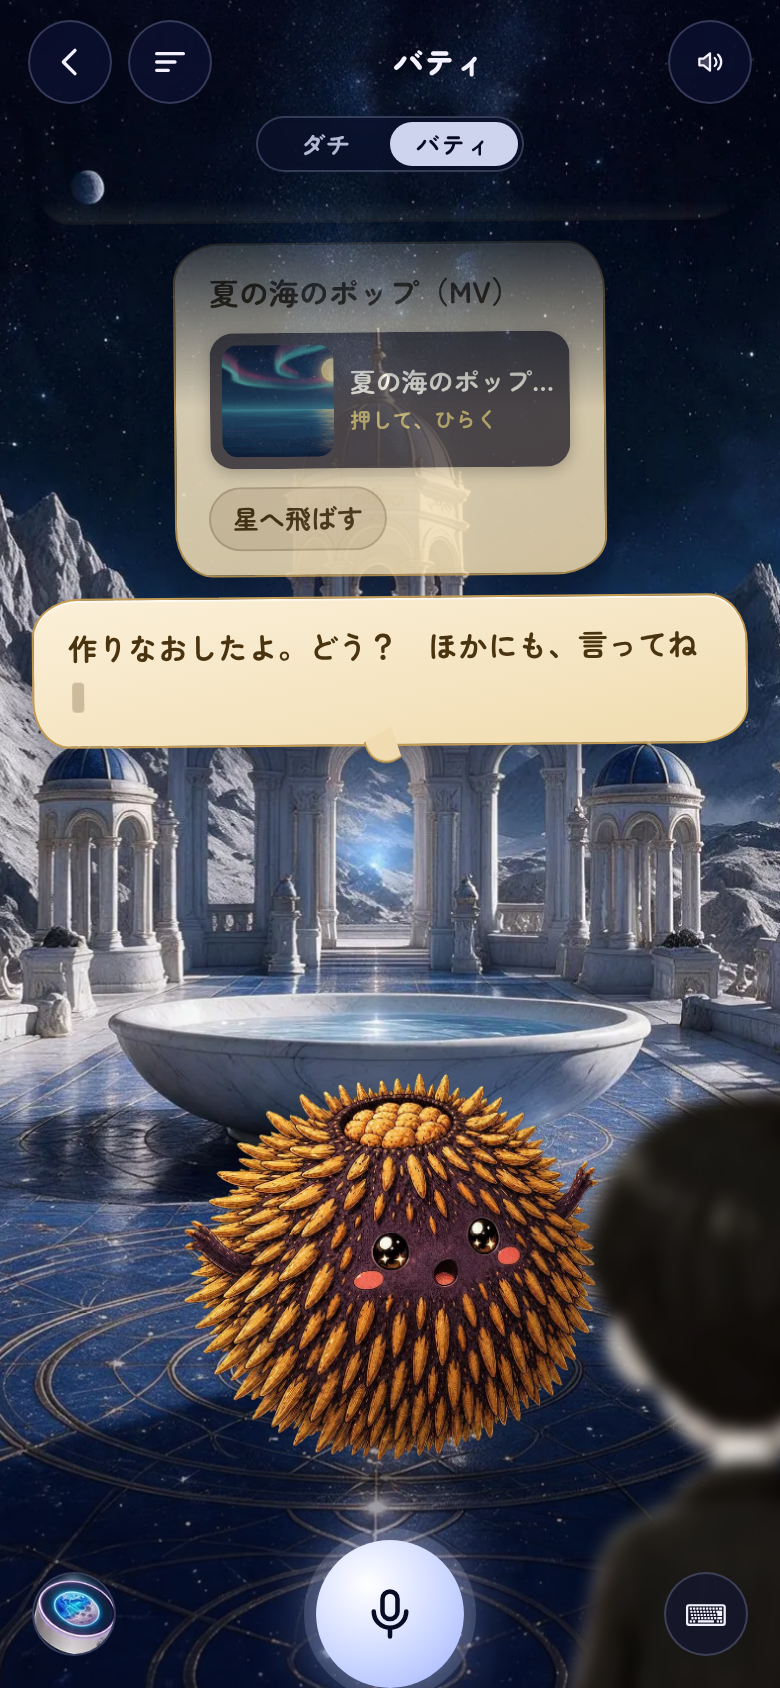 バティ
ダチ
バティ
夏の海のポップ（MV）
夏の海のポップ…
押して、ひらく
星へ飛ばす
作りなおしたよ。どう？　ほかにも、言ってね